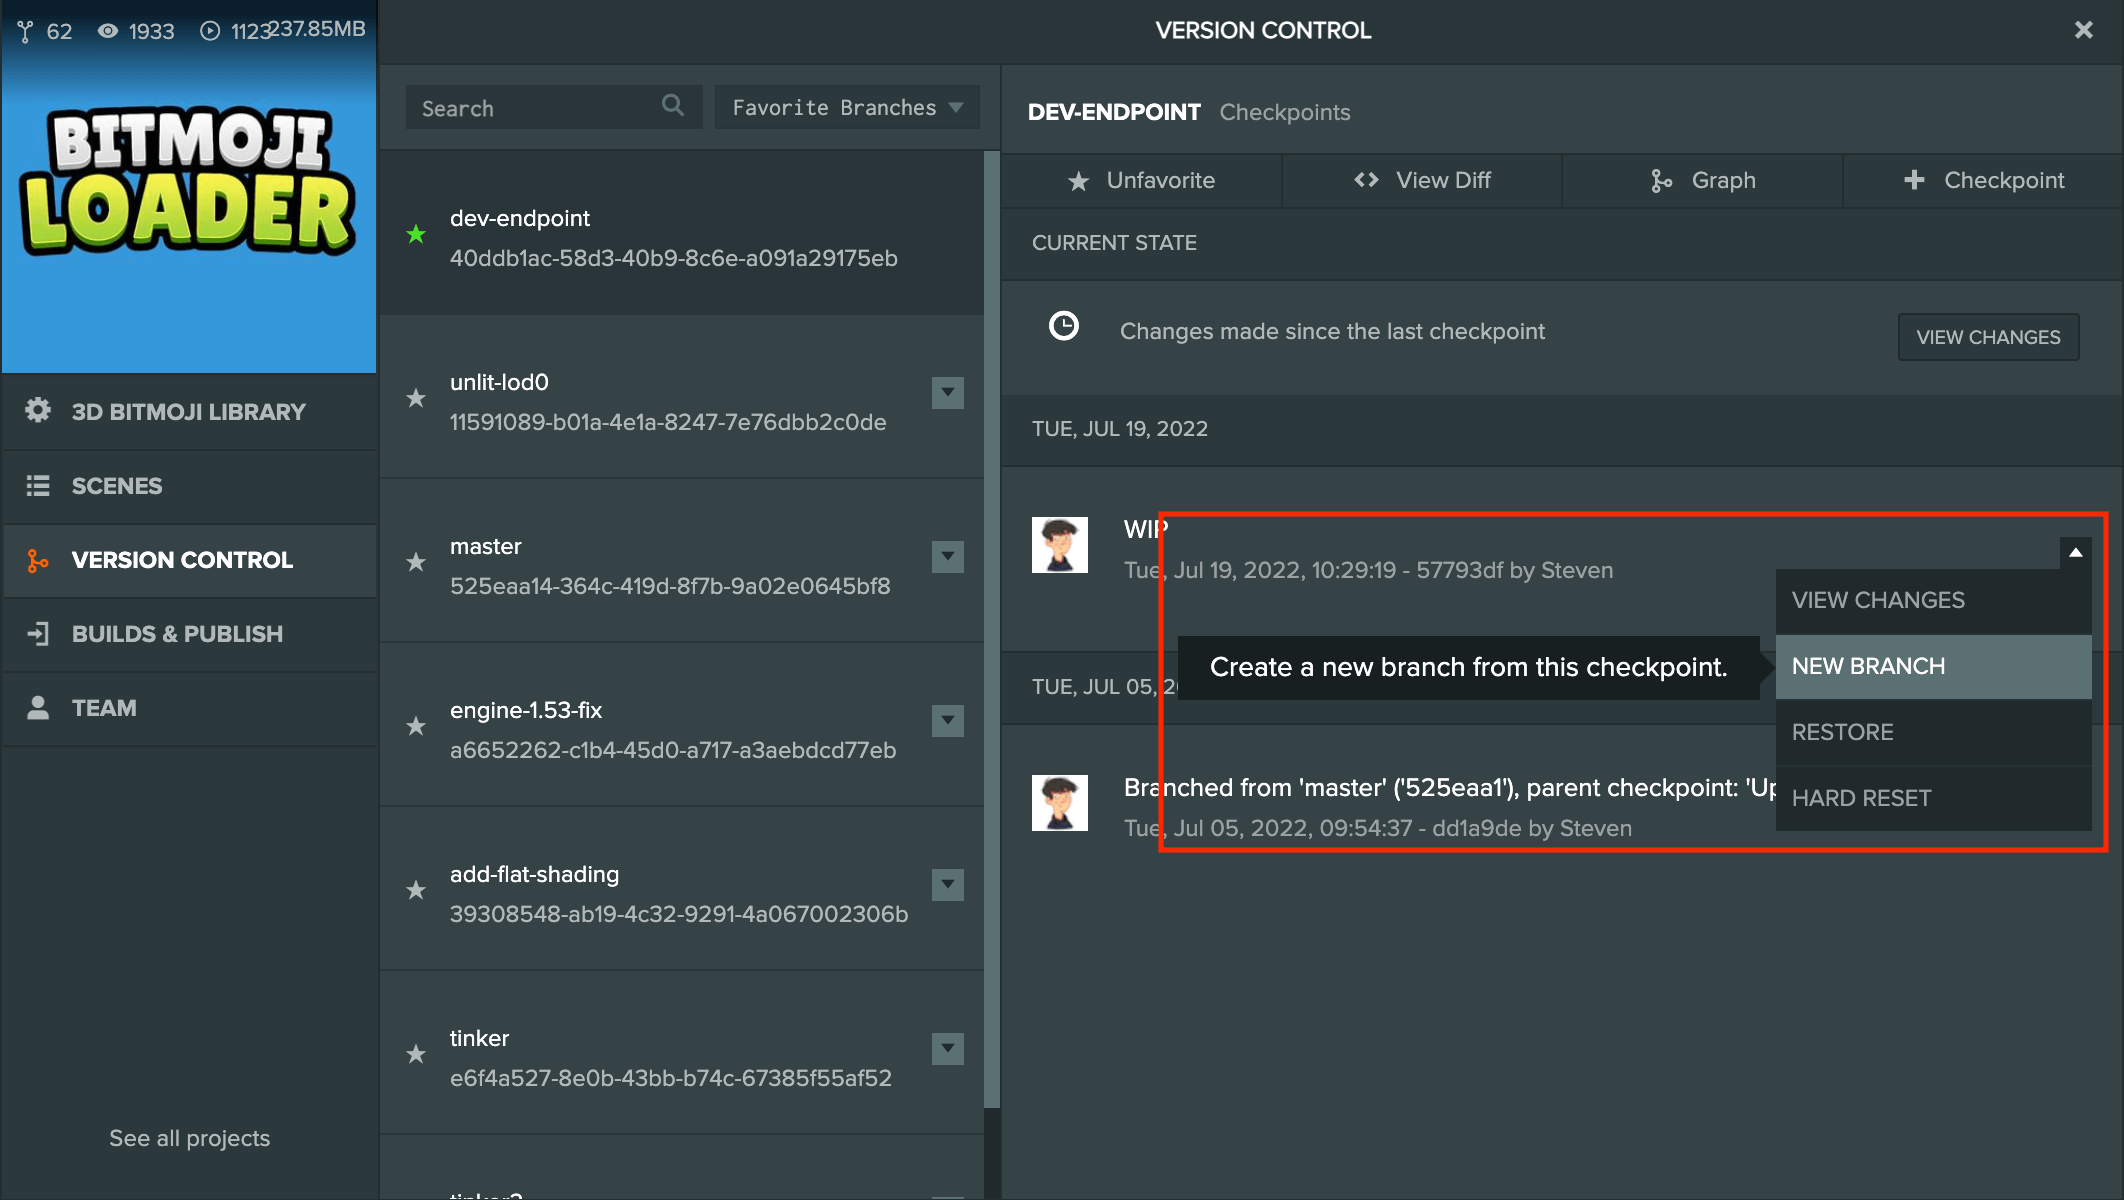 62 1933 1123 237.85MB
BITMOJI
LOADER
3D BITMOJI LIBRARY
SCENES
VERSION CONTROL
BUILDS & PUBLISH
TEAM
See all projects
VERSION CONTROL
Search
Favorite Branches
dev-endpoint
40ddb1ac-58d3-40b9-8c6e-a091a29175eb
unlit-lod0
11591089-b01a-4e1a-8247-7e76dbb2c0de
master
525eaa14-364c-419d-8f7b-9a02e0645bf8
engine-1.53-fix
a6652262-c1b4-45d0-a717-a3aebdcd77eb
add-flat-shading
39308548-ab19-4c32-9291-4a067002306b
tinker
e6f4a527-8e0b-43bb-b74c-67385f55af52
DEV-ENDPOINT Checkpoints
Unfavorite View Diff Graph Checkpoint
CURRENT STATE
Changes made since the last checkpoint
VIEW CHANGES
TUE, JUL 19, 2022
WIP
Tue, Jul 19, 2022, 10:29:19 - 57793df by Steven
VIEW CHANGES
Create a new branch from this checkpoint.
NEW BRANCH
TUE, JUL 05,
RESTORE
Branched from 'master' ('525eaa1'), parent checkpoint: 'Up
HARD RESET
Tue, Jul 05, 2022, 09:54:37 - dd1a9de by Steven